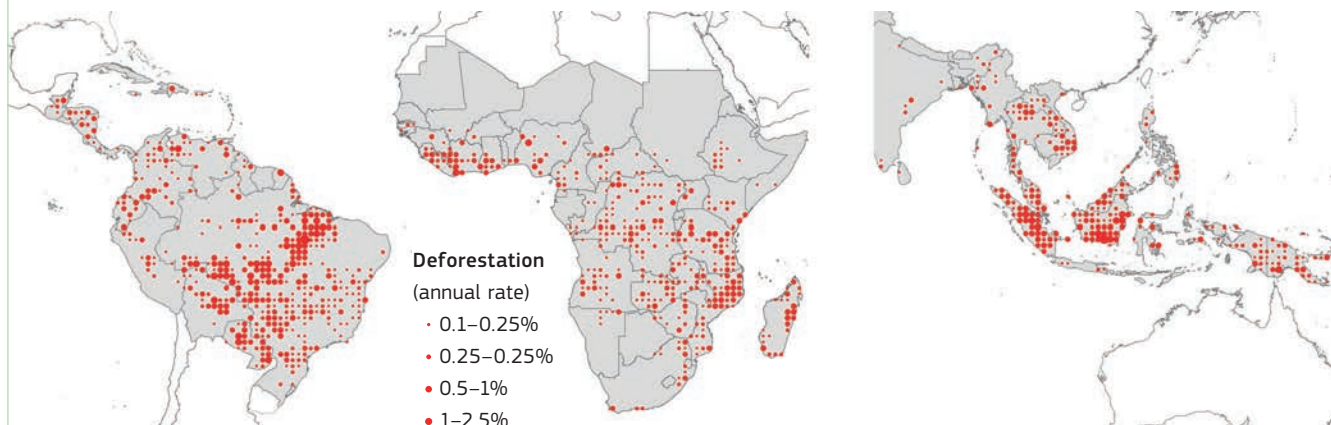 Deforestation
(annual rate)
0.1–0.25%
0.25–0.25%
0.5–1%
1–2.5%